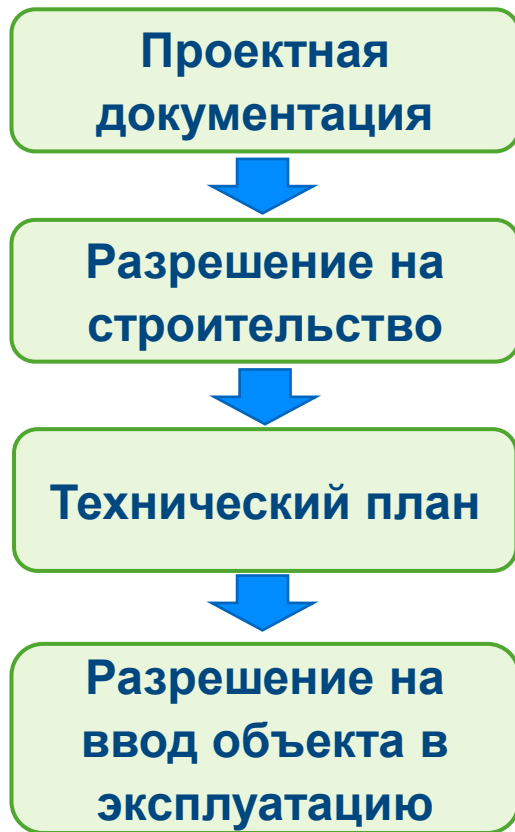 Проектная
документация
Разрешение на
строительство
Технический план
Разрешение на
ввод объекта в
эксплуатацию